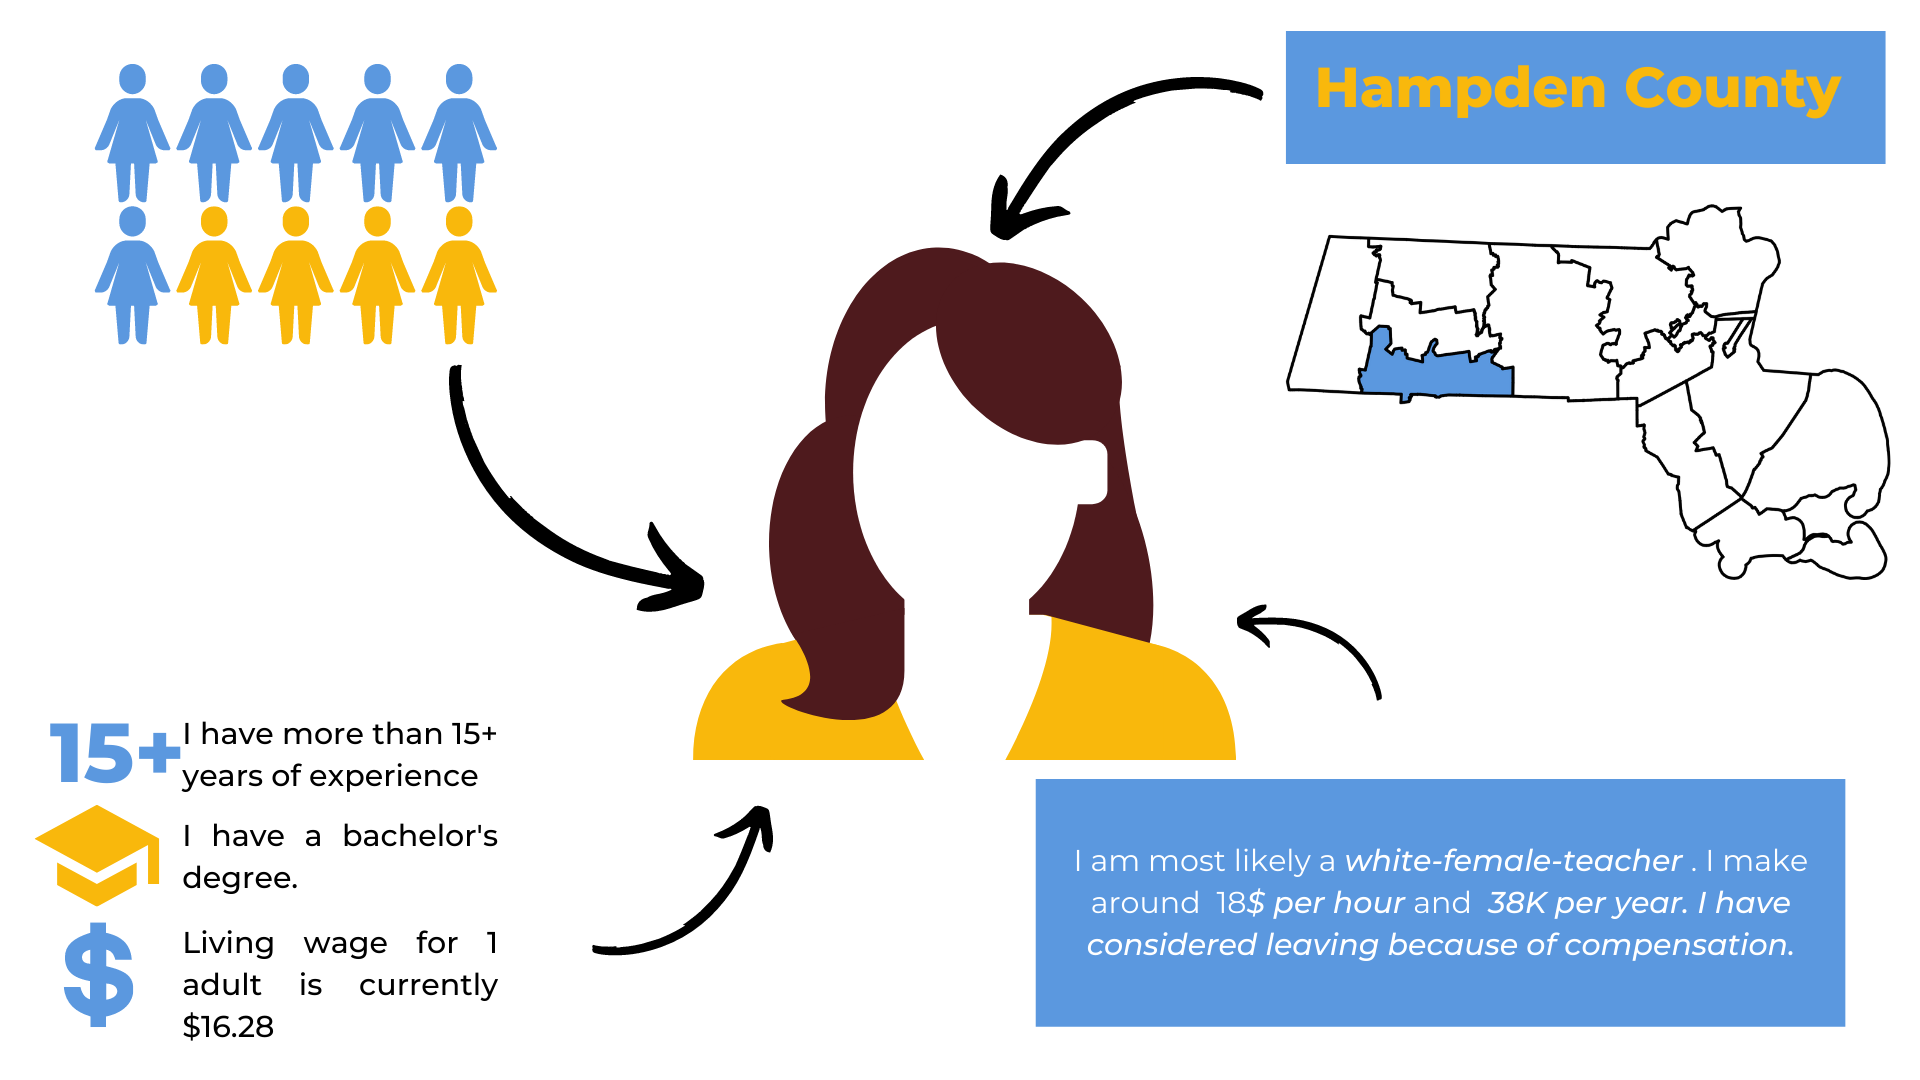 Hampden County
15+
I have more than 15+
years of experience
I have a bachelor's
degree.
$
Living wage for 1
adult is currently
$16.28
I am most likely a white-female-teacher . I make
around 18$ per hour and 38K per year. I have
considered leaving because of compensation.